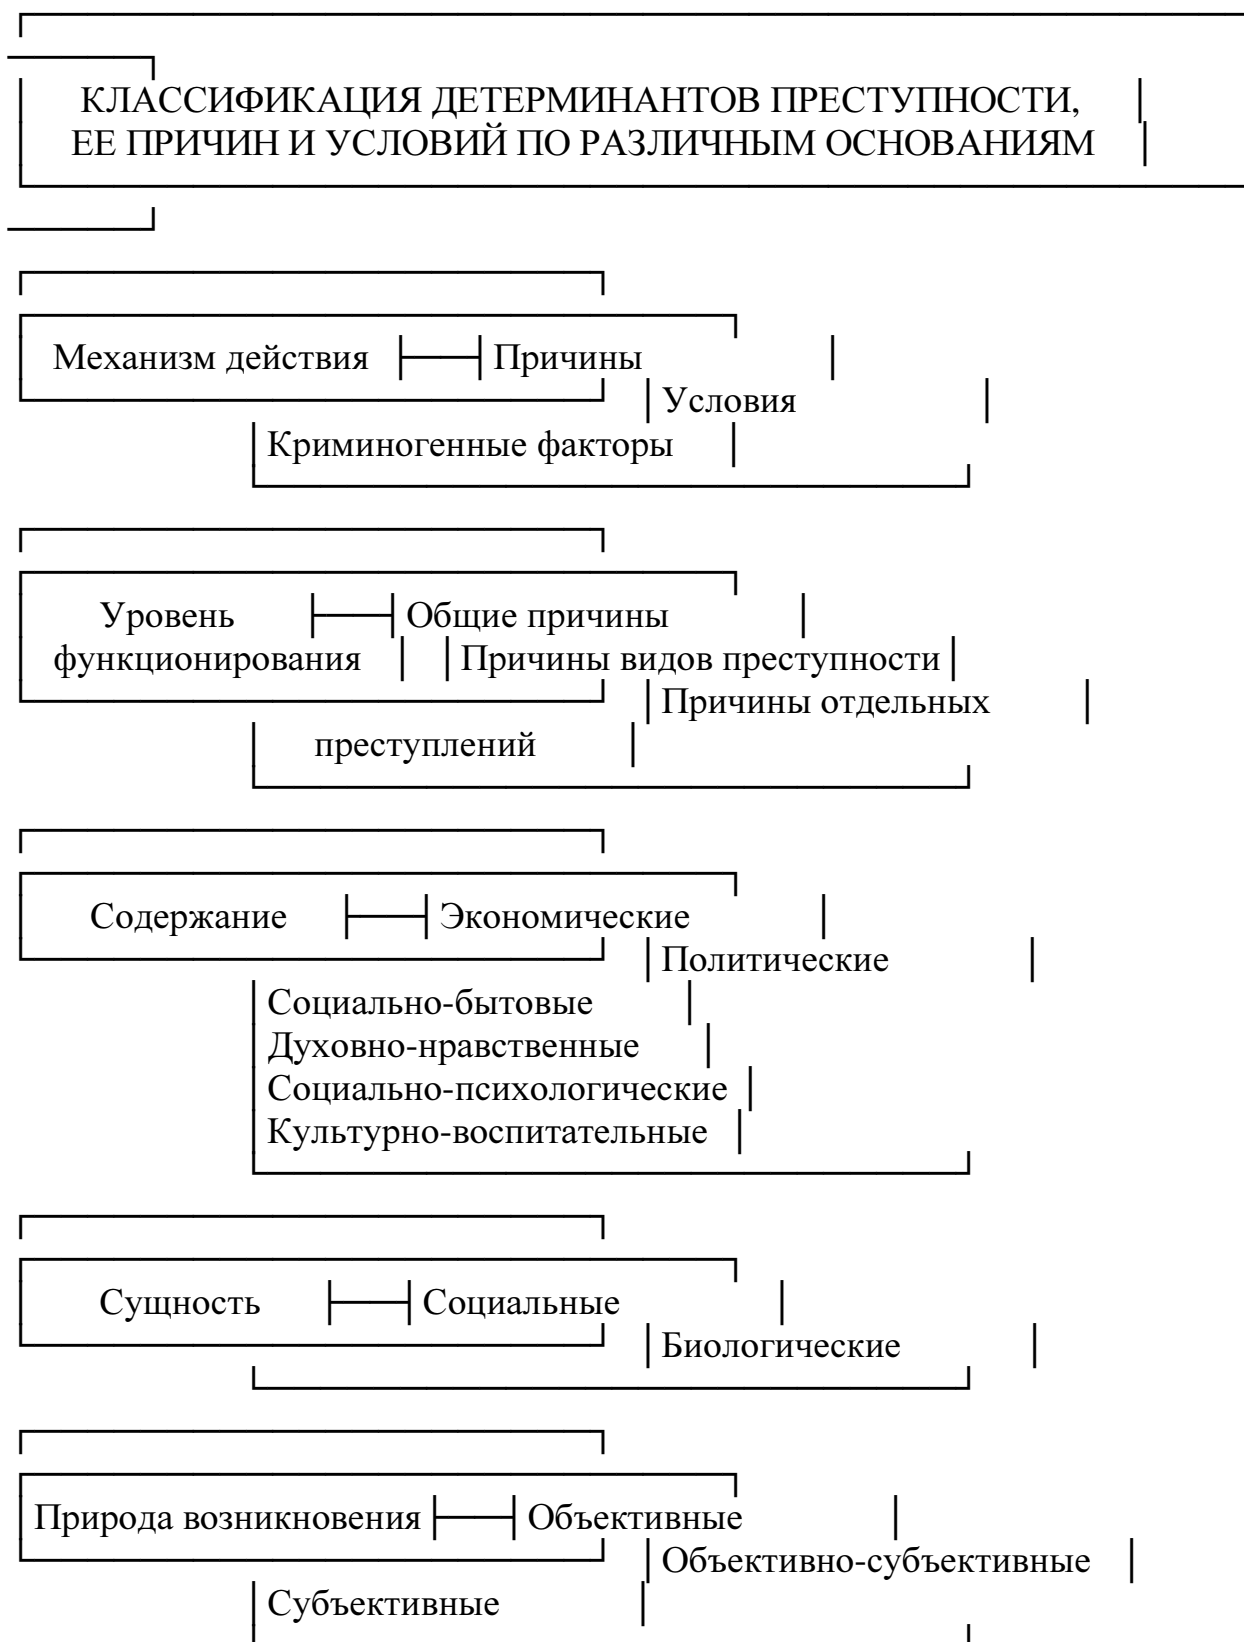 КЛАССИФИКАЦИЯ ДЕТЕРМИНАНТОВ ПРЕСТУПНОСТИ,
ЕЕ ПРИЧИН И УСЛОВИЙ ПО РАЗЛИЧНЫМ ОСНОВАНИЯМ
Механизм действия Причины
Условия
Криминогенные факторы
Уровень Общие причины
функционирования Причины видов преступности
Причины отдельных
преступлений
Содержание Экономические
Политические
Социально-бытовые
Духовно-нравственные
Социально-психологические
Культурно-воспитательные
Сущность Социальные
Биологические
Природа возникновения Объективные
Объективно-субъективные
Субъективные